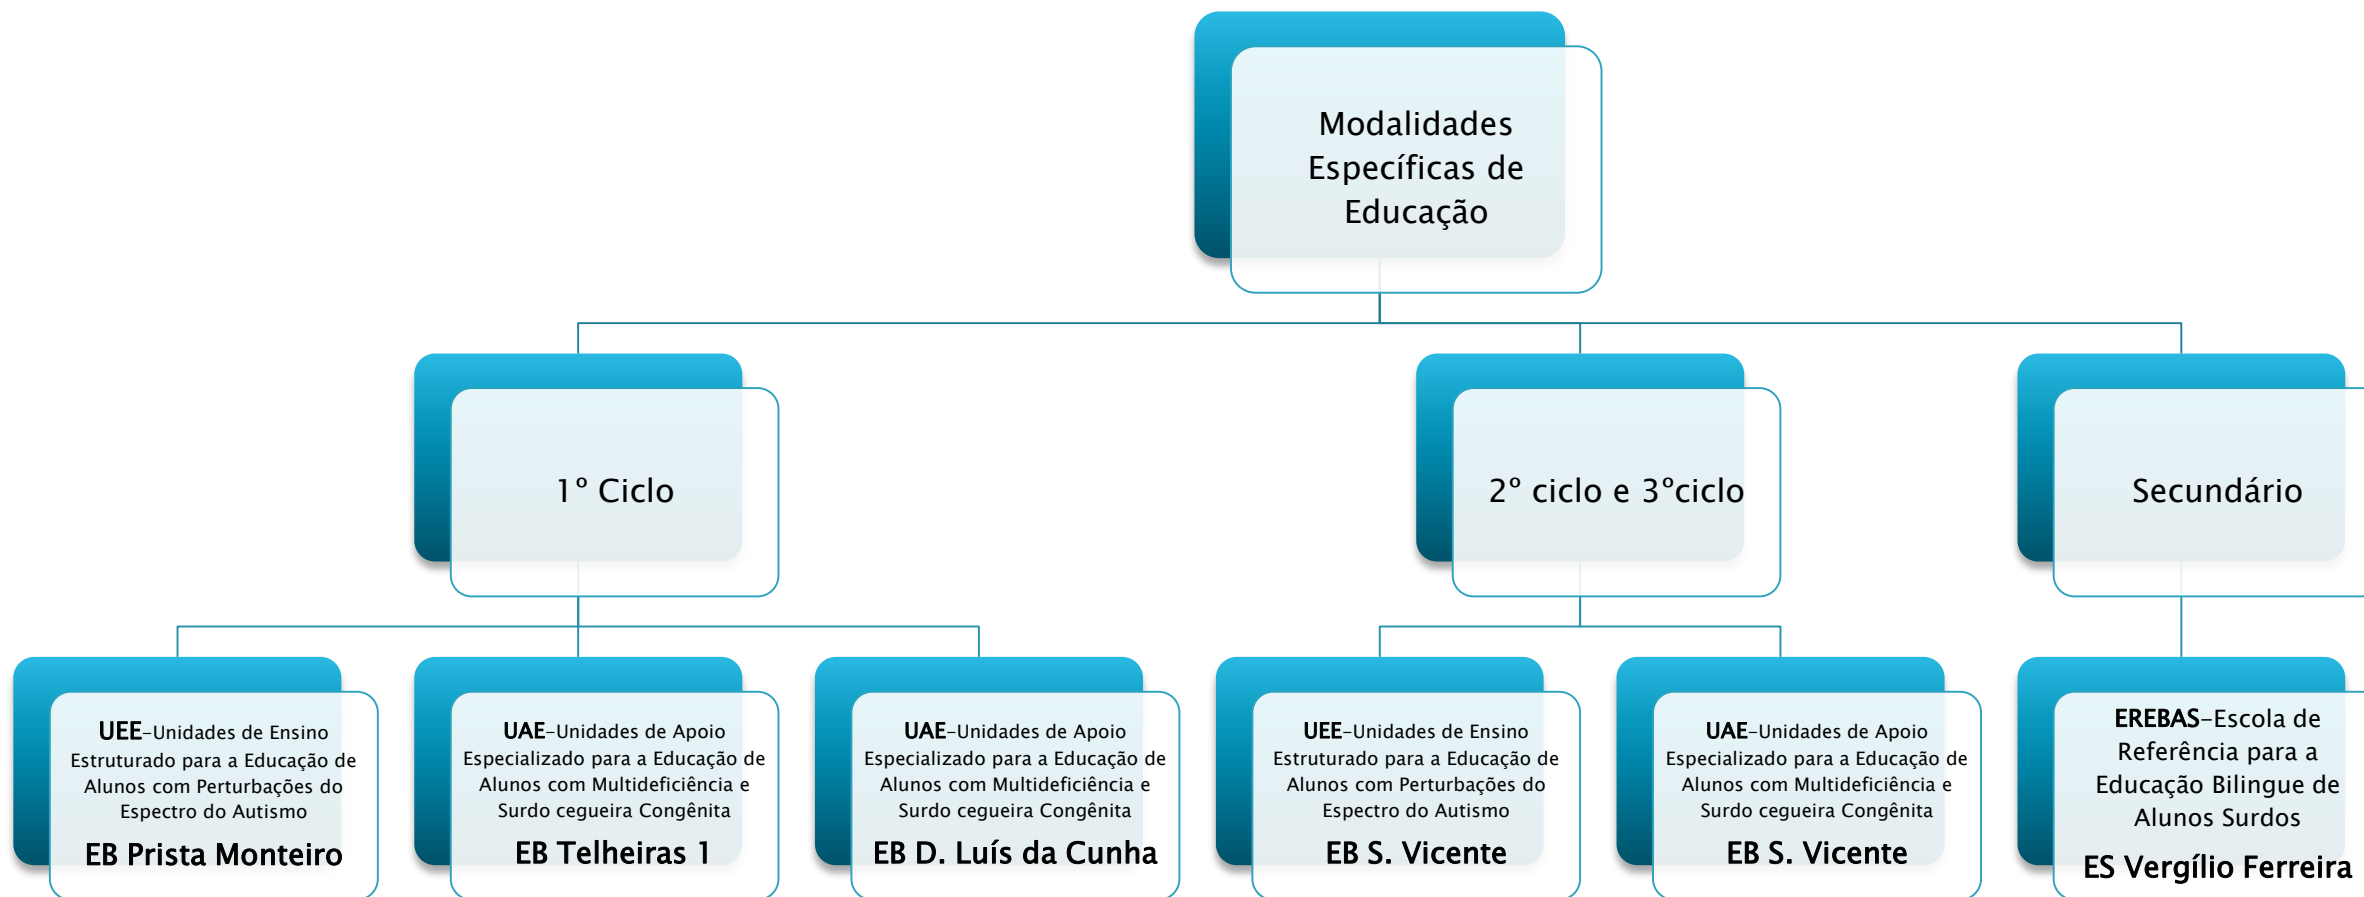 Modalidades
Específicas de
Educação
1º Ciclo
2º ciclo e 3ºciclo
Secundário
UEE-Unidades de Ensino
Estruturado para a Educação de
Alunos com Perturbações do
Espectro do Autismo
EB Prista Monteiro
UAE-Unidades de Apoio
Especializado para a Educação de
Alunos com Multideficiência e
Surdo cegueira Congênita
EB Telheiras 1
UAE-Unidades de Apoio
Especializado para a Educação de
Alunos com Multideficiência e
Surdo cegueira Congênita
EB D. Luís da Cunha
UEE-Unidades de Ensino
Estruturado para a Educação de
Alunos com Perturbações do
Espectro do Autismo
EB S. Vicente
UAE-Unidades de Apoio
Especializado para a Educação de
Alunos com Multideficiência e
Surdo cegueira Congênita
EB S. Vicente
EREBAS-Escola de
Referência para a
Educação Bilingue de
Alunos Surdos
ES Vergílio Ferreira